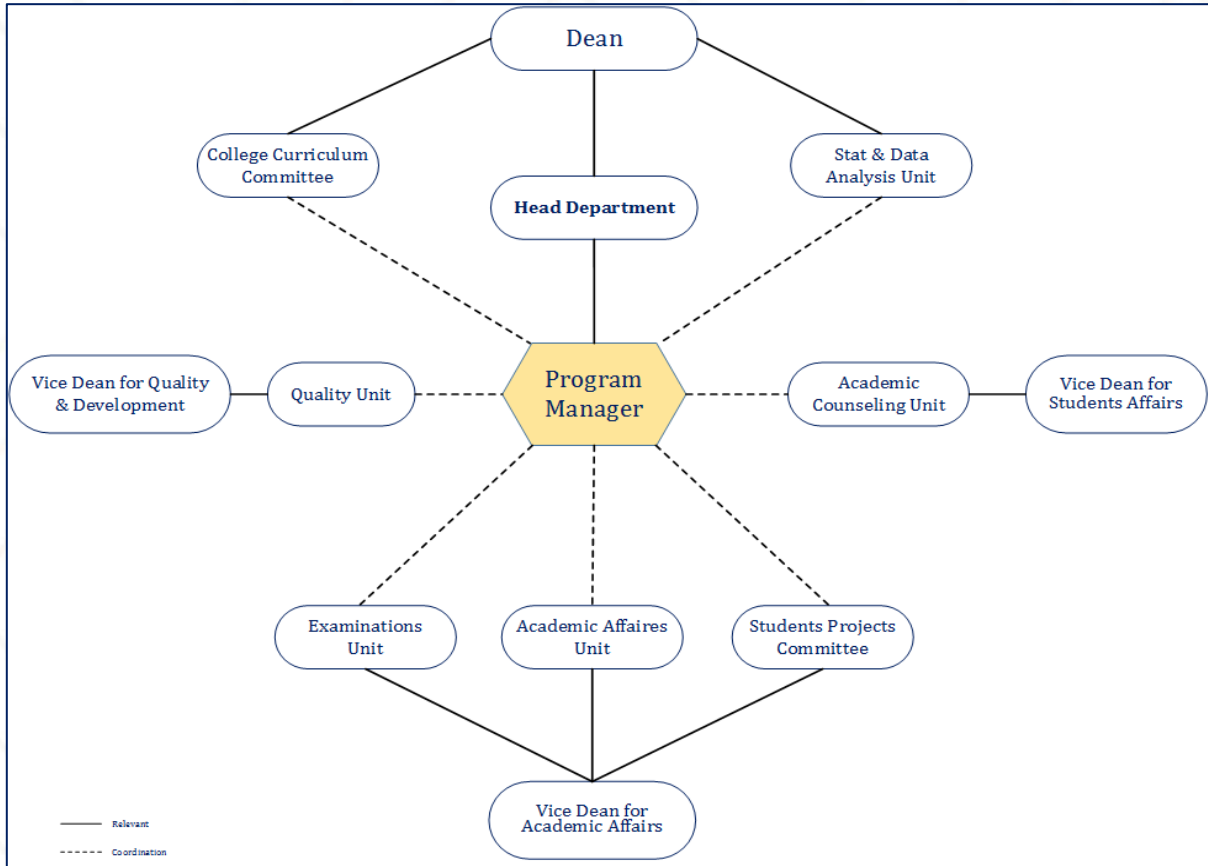 Dean
College Curriculum
Committee
Stat & Data
Analysis Unit
Head Department
Vice Dean for Quality
& Development
Quality Unit
Program
Manager
Academic
Counseling Unit
Vice Dean for
Students Affairs
Examinations
Unit
Academic Affaires
Unit
Students Projects
Committee
Vice Dean for
Academic Affairs
Relevant
Coordination